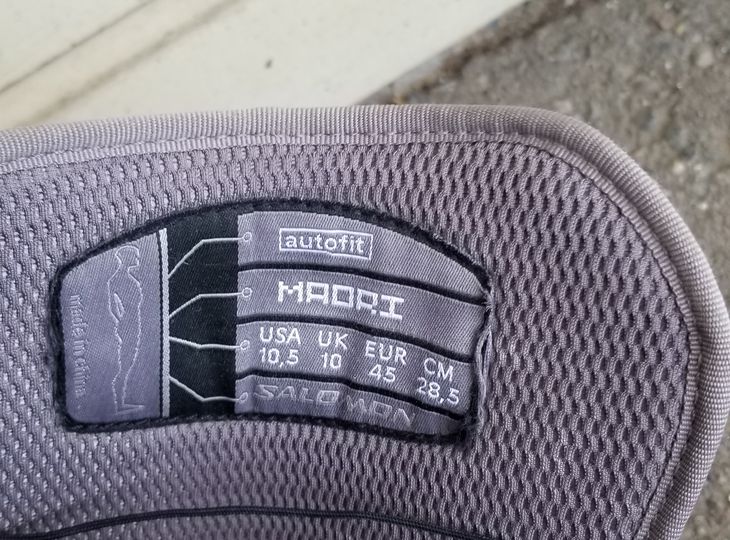 autofit
MAORI
USA UK EUR CM
10,5 10 45 28,5
SALOMON
made in china